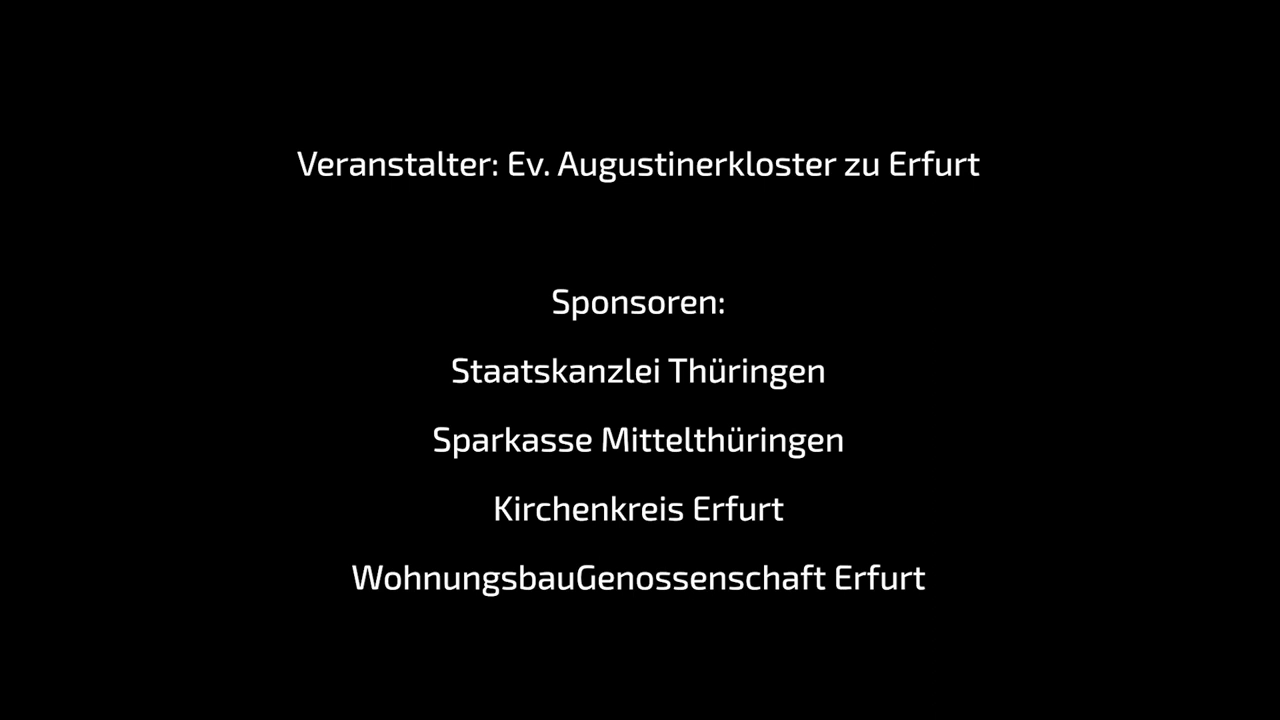 Veranstalter: Ev. Augustinerkloster zu Erfurt
Sponsoren:
Staatskanzlei Thüringen
Sparkasse Mittelthüringen
Kirchenkreis Erfurt
WohnungsbauGenossenschaft Erfurt